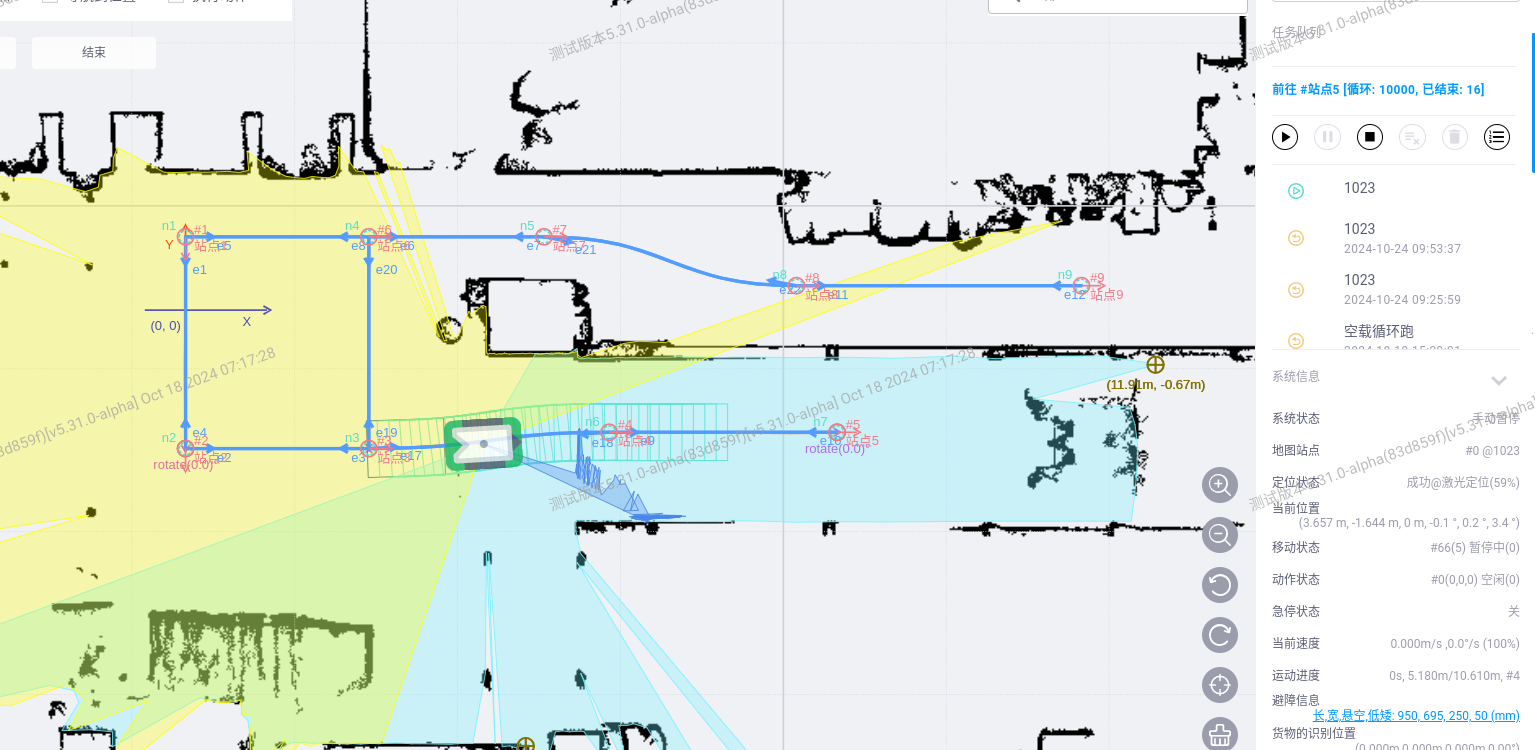 结束
测试版本5.31.0-alpha(83d
n1
#1
站点1
e5
Y
e1
n4
#6
站点6
e8
e6
e20
n5
#7
站点7
e7
e21
n8
#8
站点8
e11
n9
#9
e12
站点9
(0, 0)
X
(11.91m, -0.67m)
83d859f)[v5.31.0-alpha] Oct 18 2024 07:17:28
e4
n2
#2
站点2
e2
rotate(0.0)
e19
n3
#3
站点3
e3
e17
n6
#4
站点4
e9
n7
#5
站点5
rotate(0.0)
测试版本5.31.0-alpha(83d859f)[v5.31.0-alpha] Oct 18 2024 07:17:28
任务队列
测试版本5.31.0-alpha(83d859f)
前往 #站点5 [循环: 10000, 已结束: 16]
1023
1023
2024-10-24 09:53:37
1023
2024-10-24 09:25:59
空载循环跑
系统信息
系统状态 手动暂停
地图站点 #0 @1023
定位状态 成功@激光定位(59%)
当前位置
(3.657 m, -1.644 m, 0 m, -0.1 °, 0.2 °, 3.4 °)
移动状态 #66(5) 暂停中(0)
动作状态 #0(0,0,0) 空闲(0)
急停状态 关
当前速度 0.000m/s ,0.0°/s (100%)
运动进度 0s, 5.180m/10.610m, #4
避障信息
长,宽,悬空,低矮: 950, 695, 250, 50 (mm)
货物的识别位置
测试版本5.31.0-alpha(83d859f)[v5.31.0-alpha]